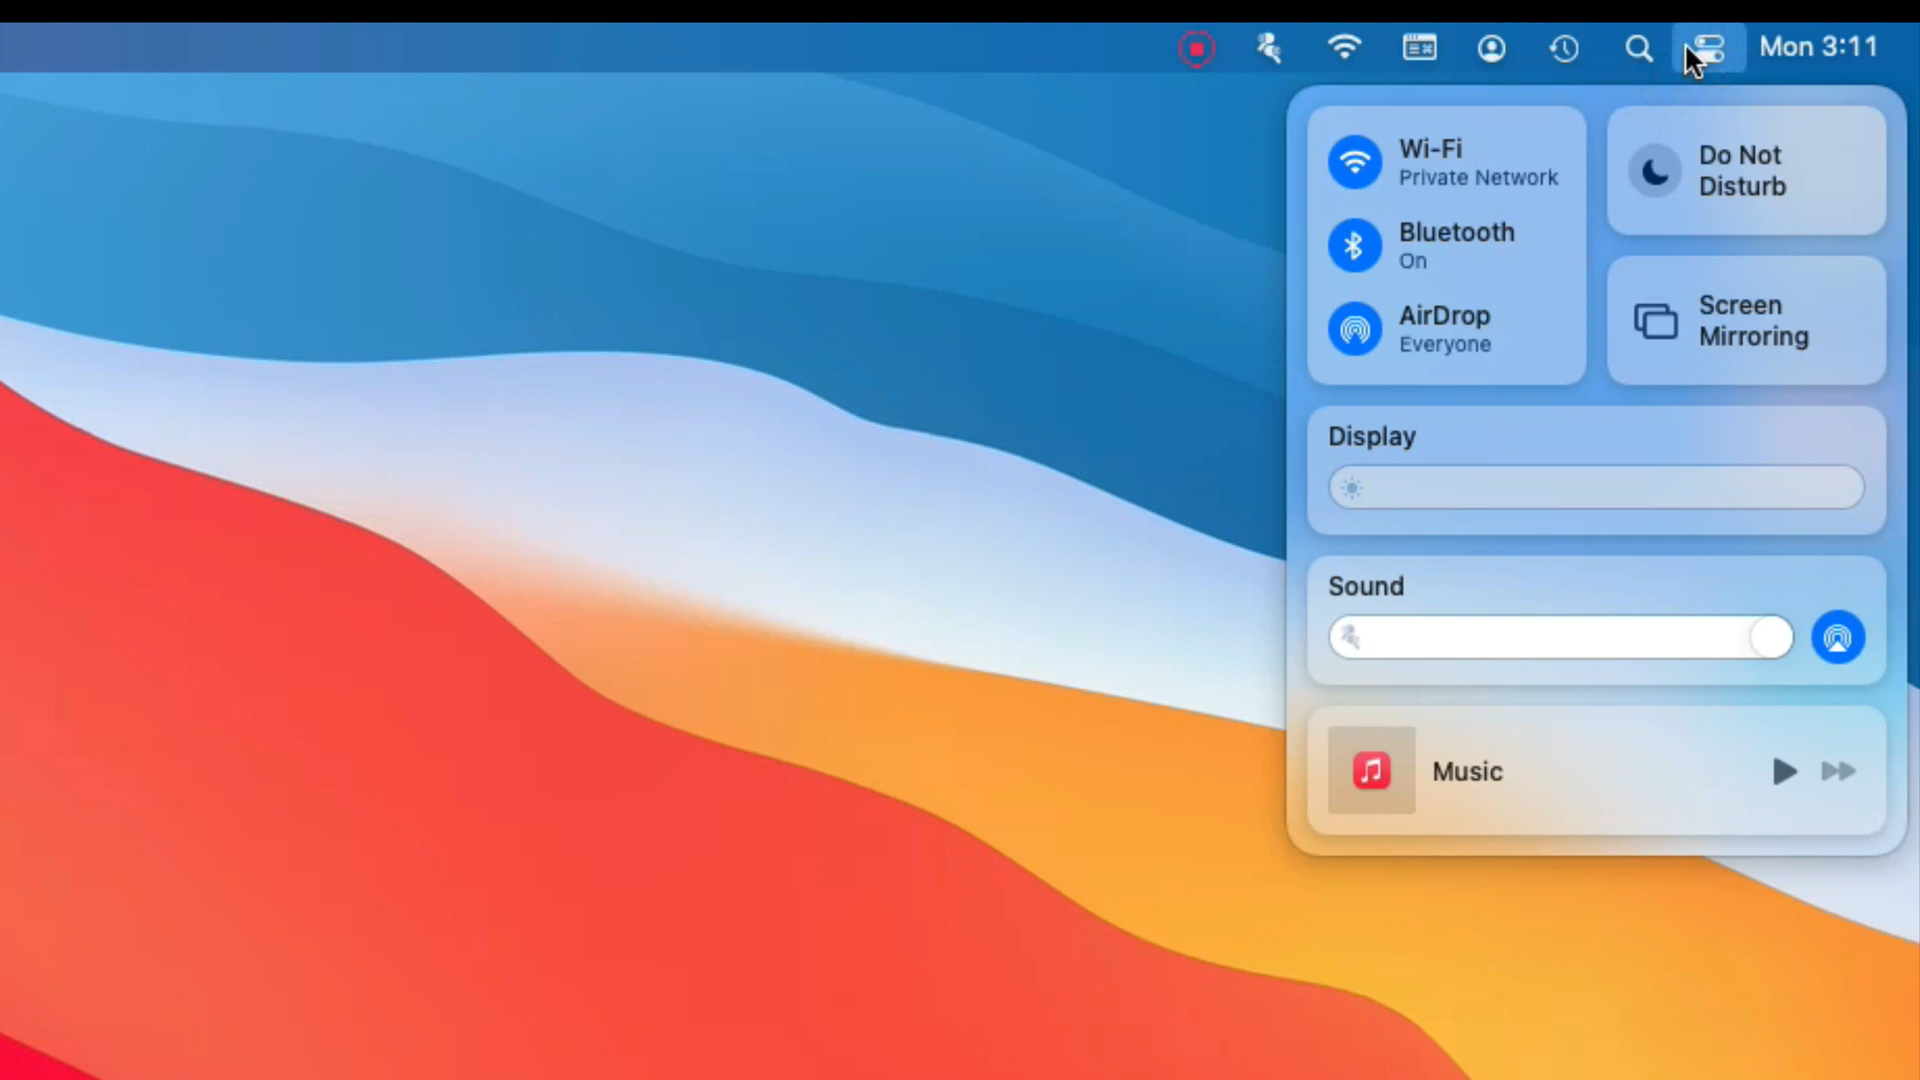 Mon 3:11
Wi-Fi
Private Network
Bluetooth
On
AirDrop
Everyone
Do Not
Disturb
Screen
Mirroring
Display
Sound
Music